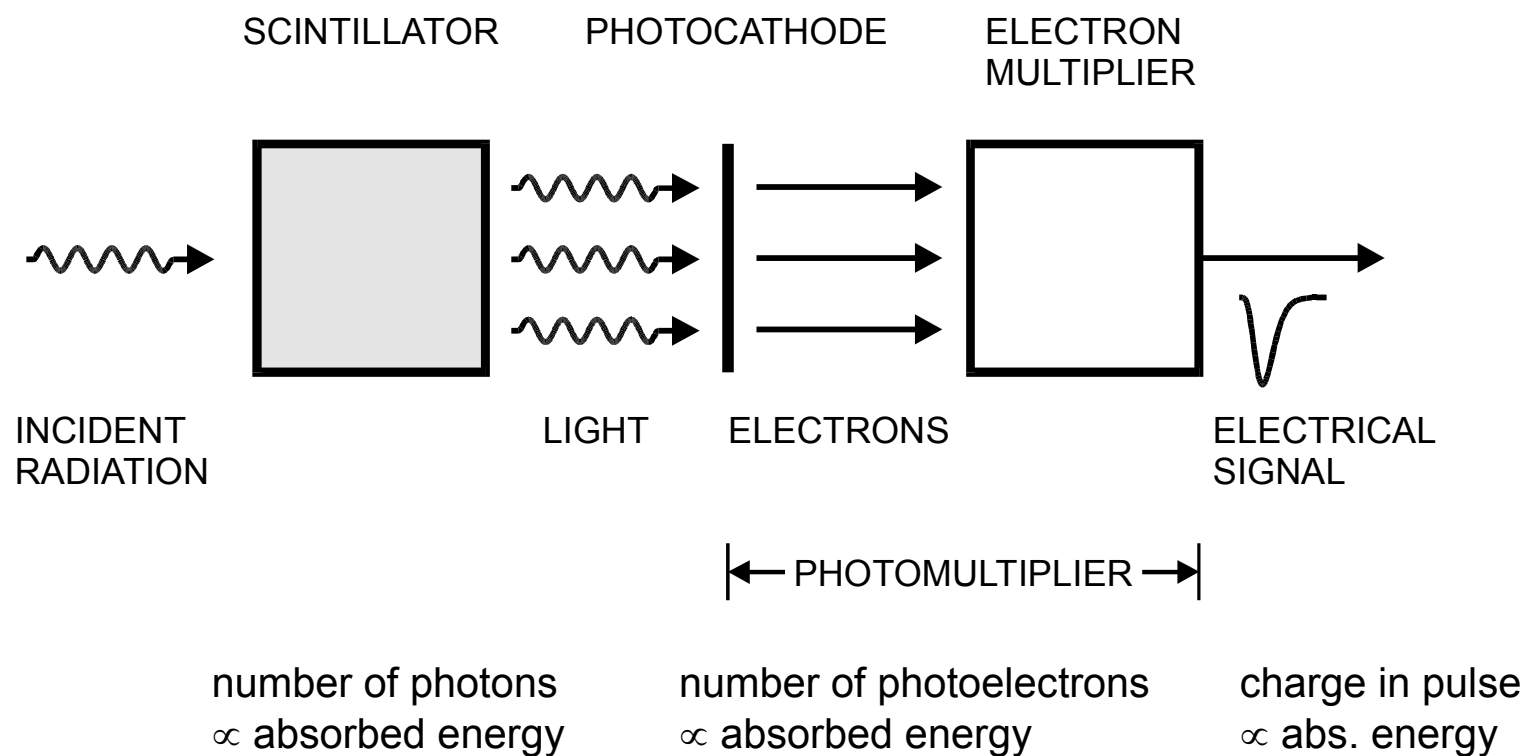 SCINTILLATOR
PHOTOCATHODE
ELECTRON
MULTIPLIER
INCIDENT
RADIATION
LIGHT
ELECTRONS
ELECTRICAL
SIGNAL
PHOTOMULTIPLIER
number of photons
∝ absorbed energy
number of photoelectrons
∝ absorbed energy
charge in pulse
∝ abs. energy